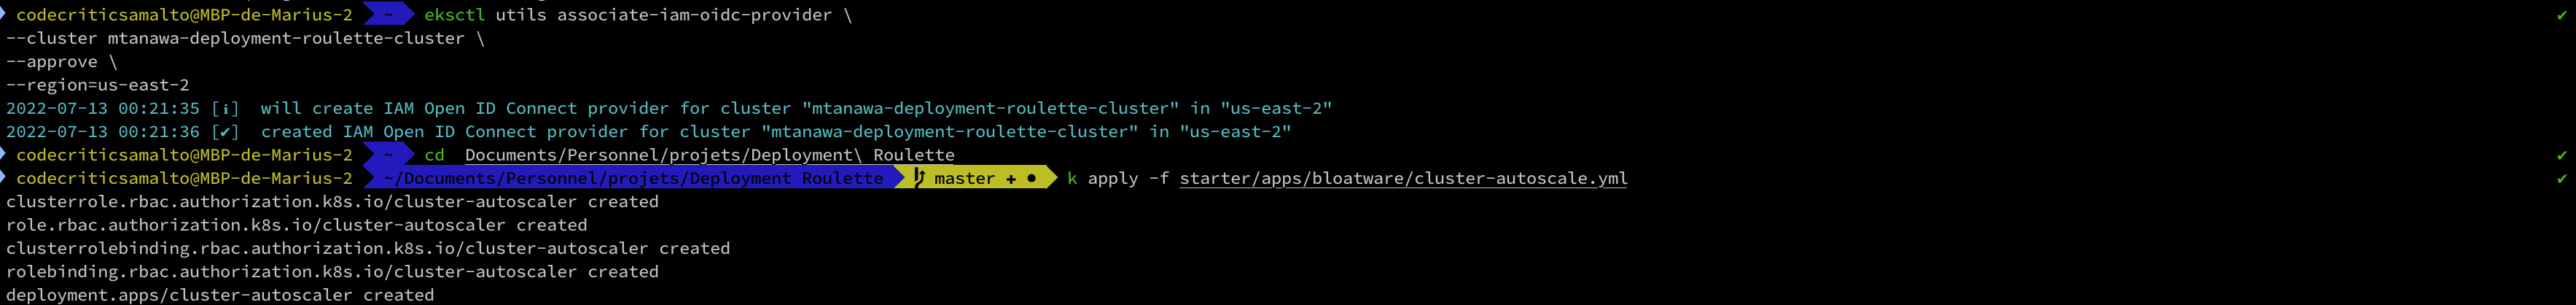 codecriticsamalto@MBP-de-Marius-2 ~ eksctl utils associate-iam-oidc-provider \ ✔
--cluster mtanawa-deployment-roulette-cluster \
--approve \
--region=us-east-2
2022-07-13 00:21:35 [ℹ]  will create IAM Open ID Connect provider for cluster "mtanawa-deployment-roulette-cluster" in "us-east-2"
2022-07-13 00:21:36 [✔]  created IAM Open ID Connect provider for cluster "mtanawa-deployment-roulette-cluster" in "us-east-2"
codecriticsamalto@MBP-de-Marius-2 ~ cd  Documents/Personnel/projets/Deployment\ Roulette ✔
codecriticsamalto@MBP-de-Marius-2 ~/Documents/Personnel/projets/Deployment Roulette master + ● k apply -f starter/apps/bloatware/cluster-autoscale.yml ✔
clusterrole.rbac.authorization.k8s.io/cluster-autoscaler created
role.rbac.authorization.k8s.io/cluster-autoscaler created
clusterrolebinding.rbac.authorization.k8s.io/cluster-autoscaler created
rolebinding.rbac.authorization.k8s.io/cluster-autoscaler created
deployment.apps/cluster-autoscaler created